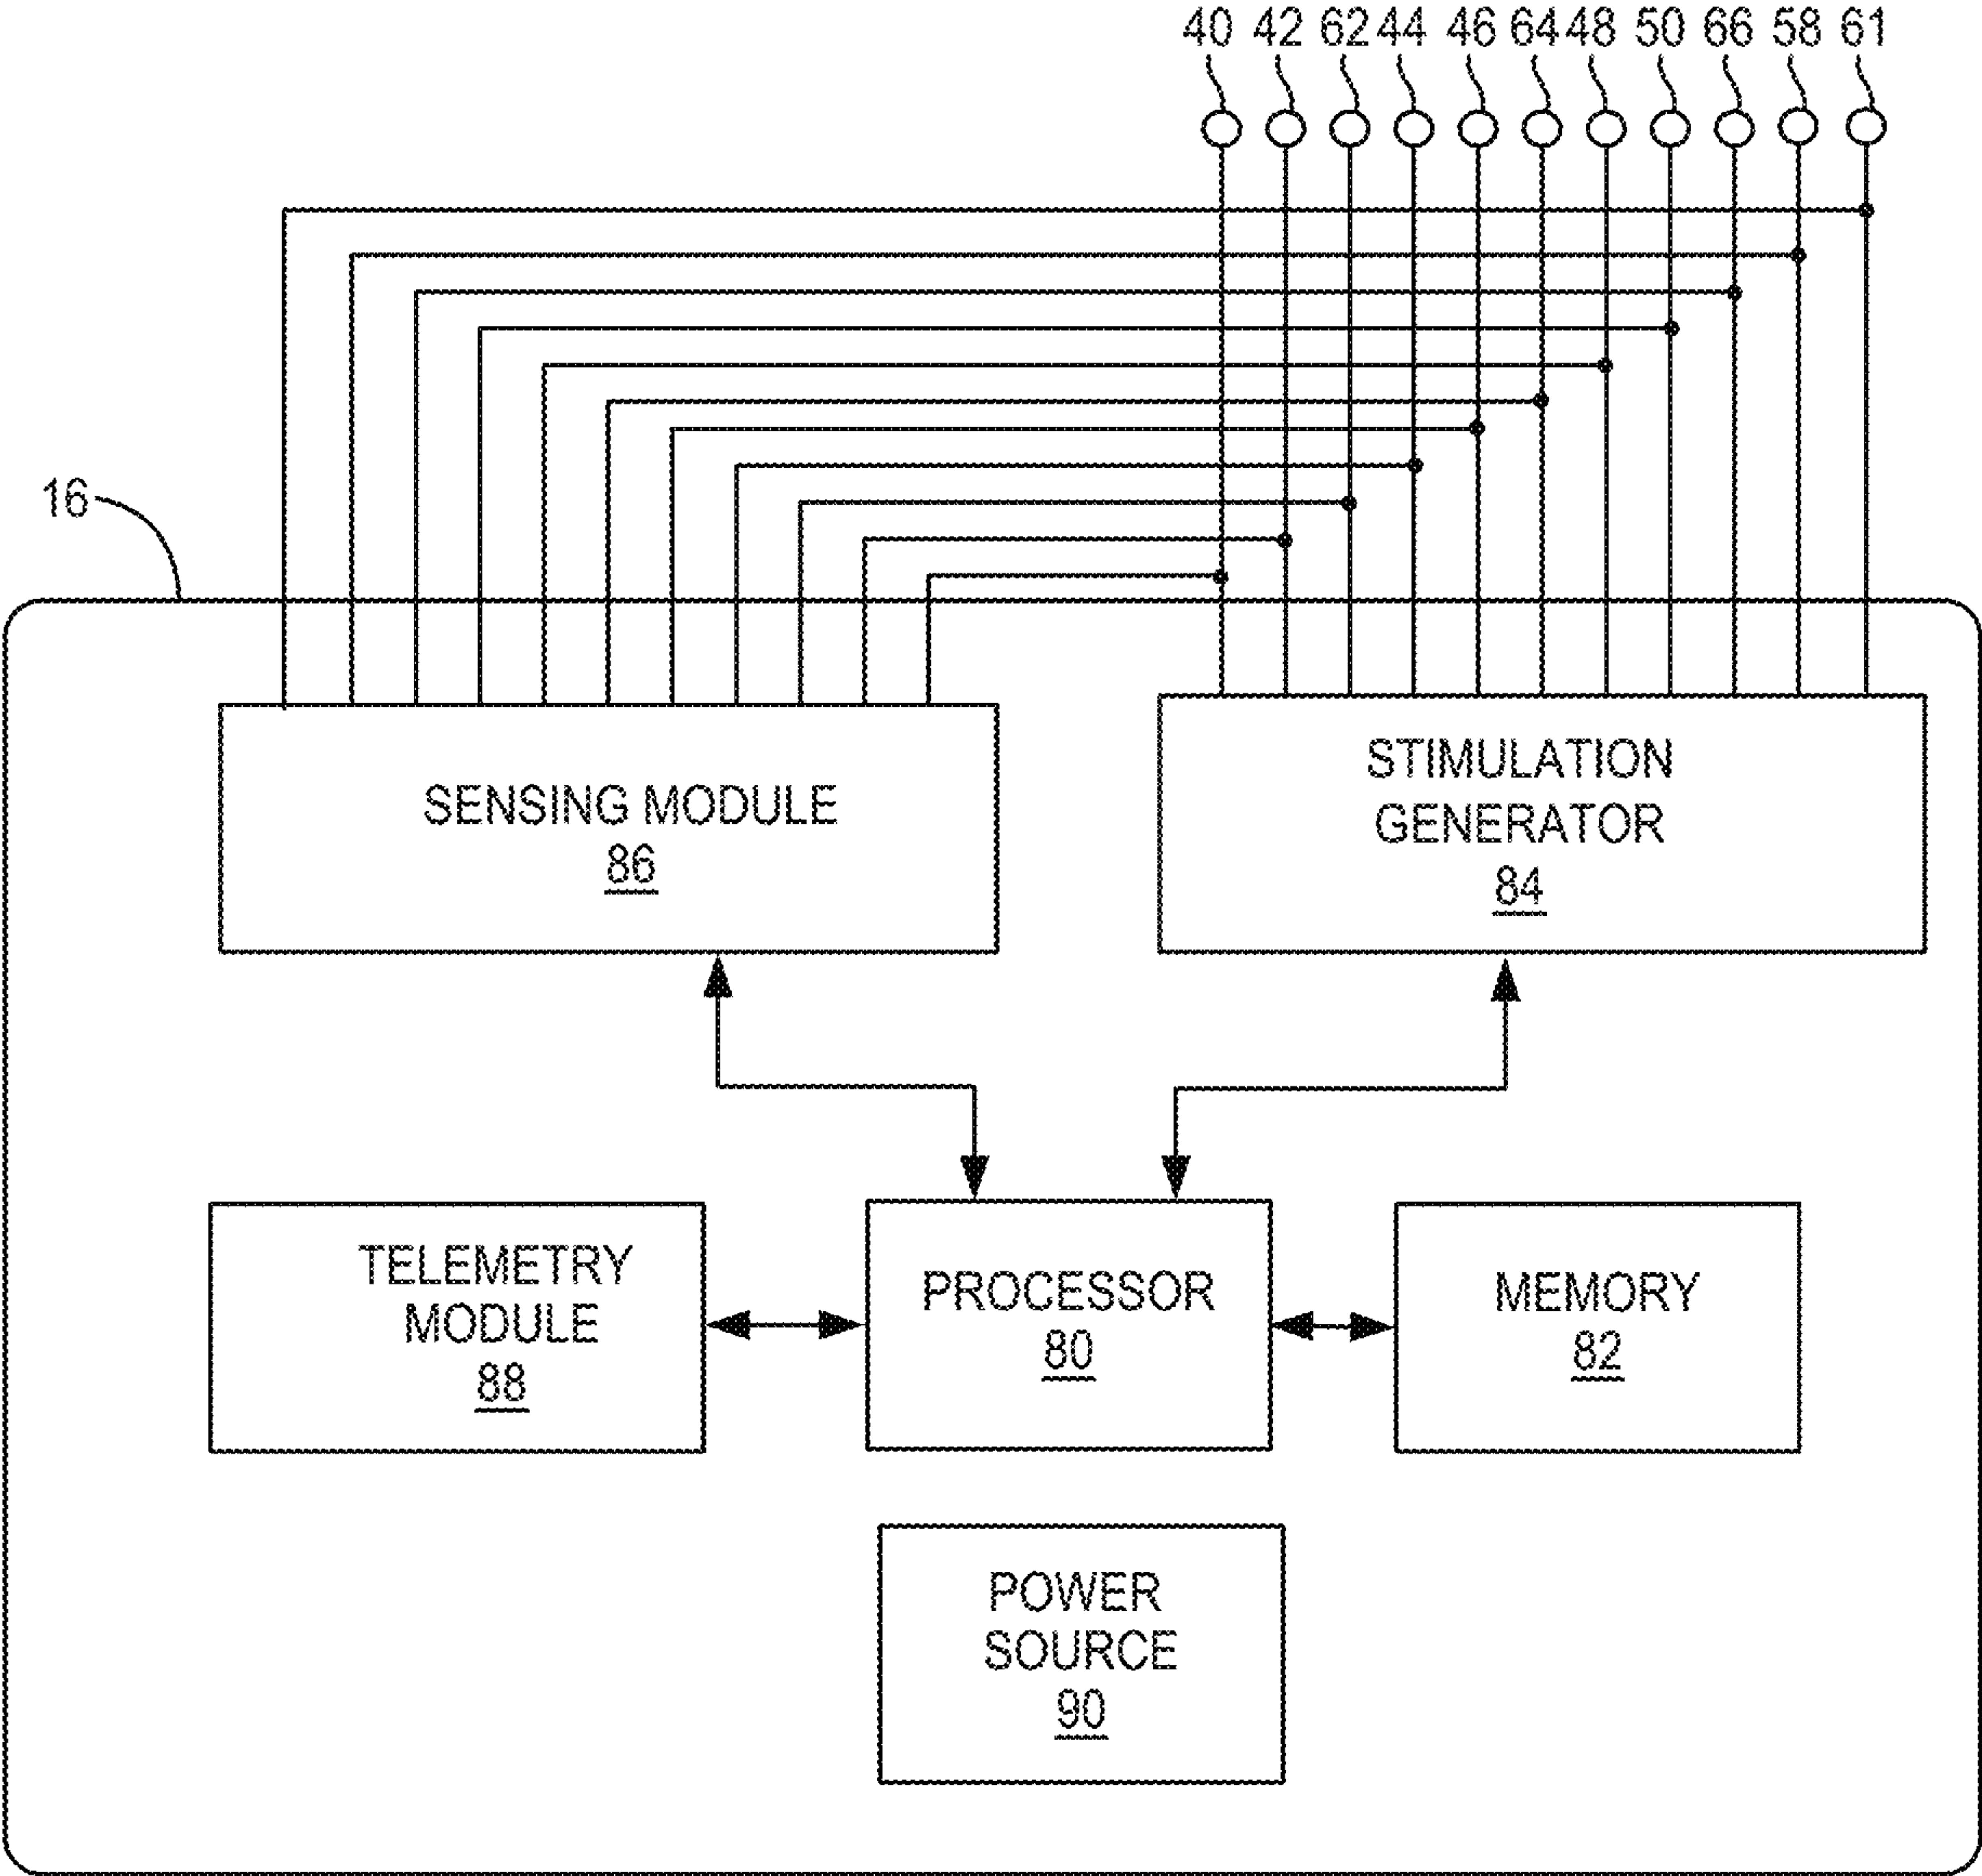 40 42 62 44 46 64 48 50 66 58 61
16
SENSING MODULE
86
STIMULATION
GENERATOR
84
TELEMETRY
MODULE
88
PROCESSOR
80
MEMORY
82
POWER
SOURCE
90